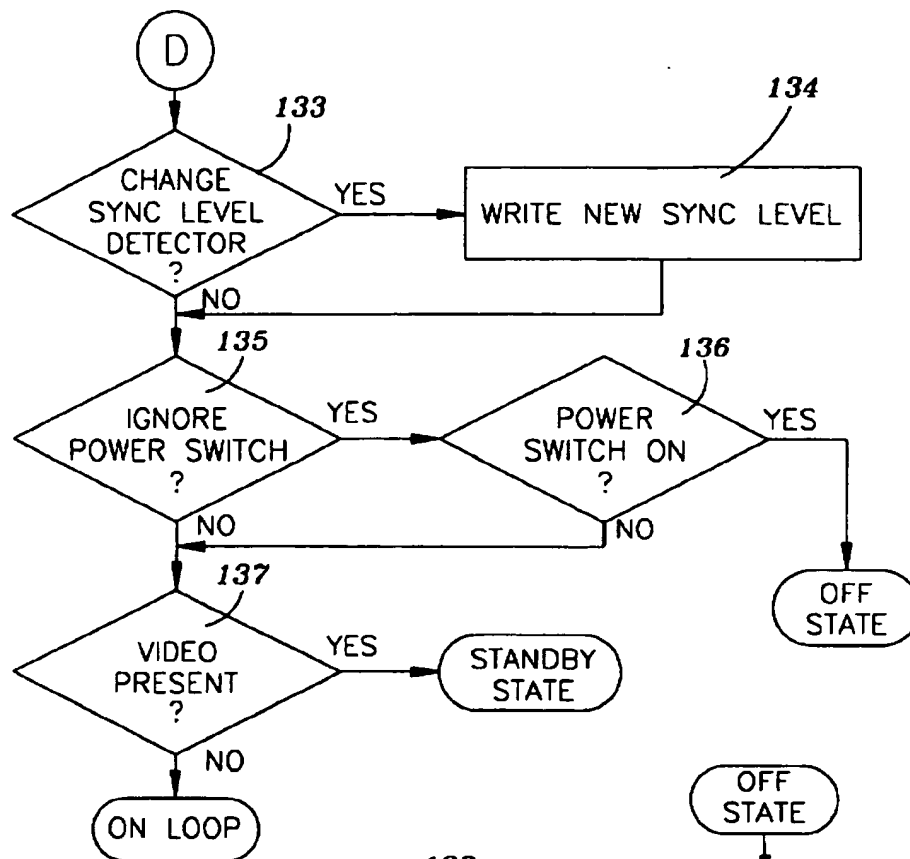 D
133
134
CHANGE
SYNC LEVEL
DETECTOR
?
YES
WRITE NEW SYNC LEVEL
NO
135
136
IGNORE
POWER SWITCH
?
YES
POWER
SWITCH ON
?
YES
NO
NO
137
OFF
STATE
VIDEO
PRESENT
?
YES
STANDBY
STATE
NO
ON LOOP
OFF
STATE